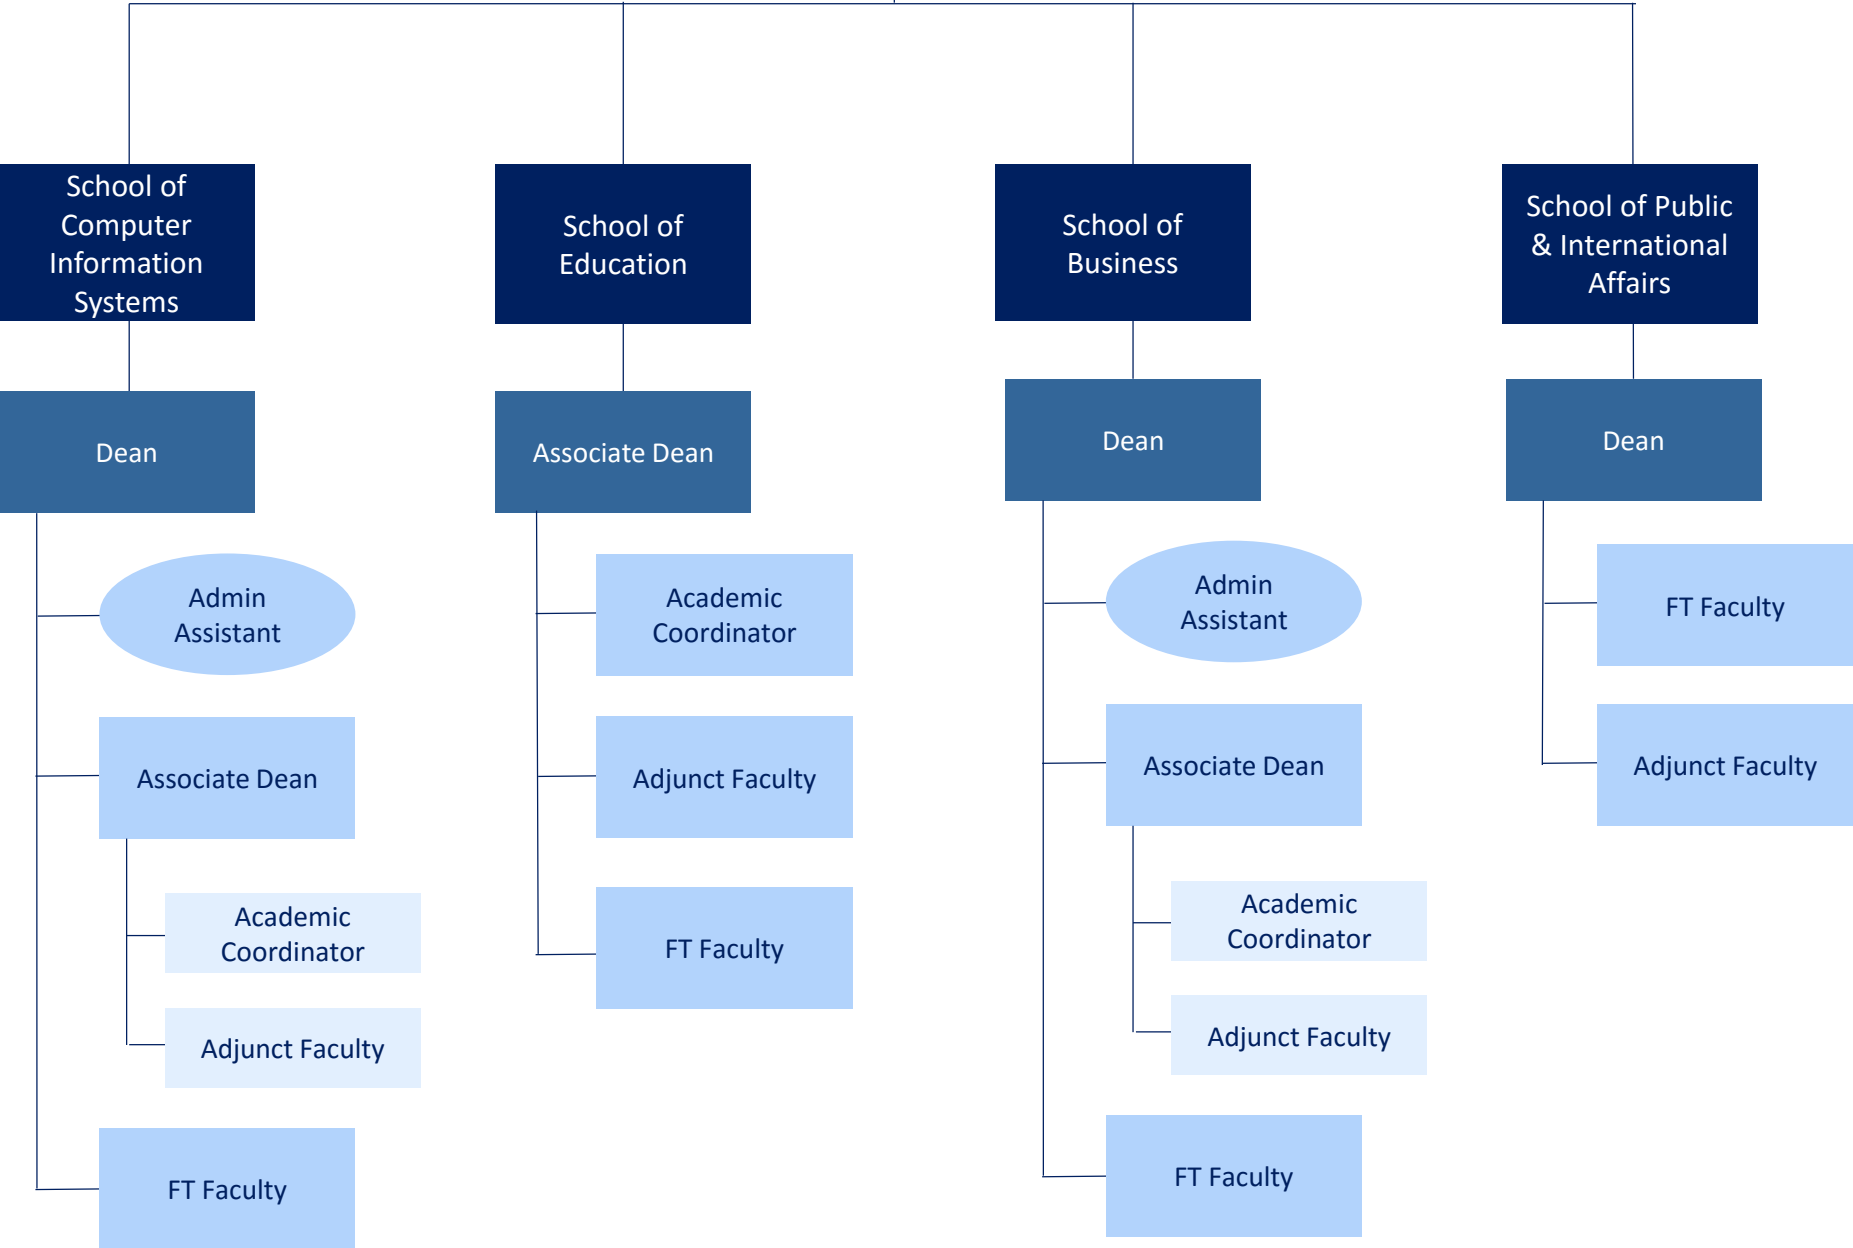 School of
Computer
Information
Systems
Dean
Admin
Assistant
Associate Dean
Academic
Coordinator
Adjunct Faculty
FT Faculty
School of
Education
Associate Dean
Academic
Coordinator
Adjunct Faculty
FT Faculty
School of
Business
Dean
Admin
Assistant
Associate Dean
Academic
Coordinator
Adjunct Faculty
FT Faculty
School of Public
& International
Affairs
Dean
FT Faculty
Adjunct Faculty